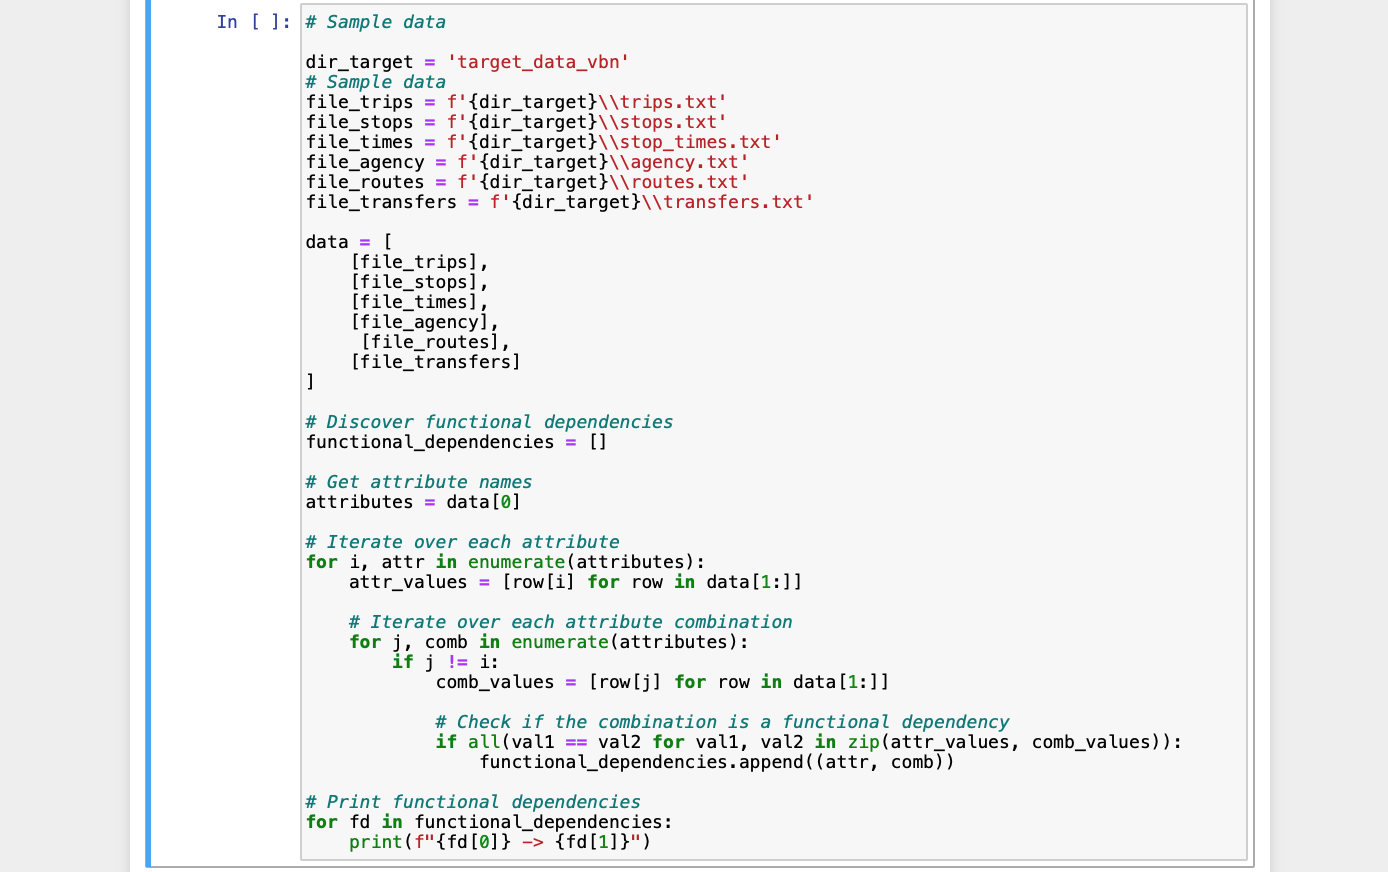 In [ ]: # Sample data

dir_target = 'target_data_vbn'
# Sample data
file_trips = f'{dir_target}\\trips.txt'
file_stops = f'{dir_target}\\stops.txt'
file_times = f'{dir_target}\\stop_times.txt'
file_agency = f'{dir_target}\\agency.txt'
file_routes = f'{dir_target}\\routes.txt'
file_transfers = f'{dir_target}\\transfers.txt'

data = [
    [file_trips],
    [file_stops],
    [file_times],
    [file_agency],
     [file_routes],
    [file_transfers]
]

# Discover functional dependencies
functional_dependencies = []

# Get attribute names
attributes = data[0]

# Iterate over each attribute
for i, attr in enumerate(attributes):
    attr_values = [row[i] for row in data[1:]]

    # Iterate over each attribute combination
    for j, comb in enumerate(attributes):
        if j != i:
            comb_values = [row[j] for row in data[1:]]

            # Check if the combination is a functional dependency
            if all(val1 == val2 for val1, val2 in zip(attr_values, comb_values)):
                functional_dependencies.append((attr, comb))

# Print functional dependencies
for fd in functional_dependencies:
    print(f"{fd[0]} -> {fd[1]}")